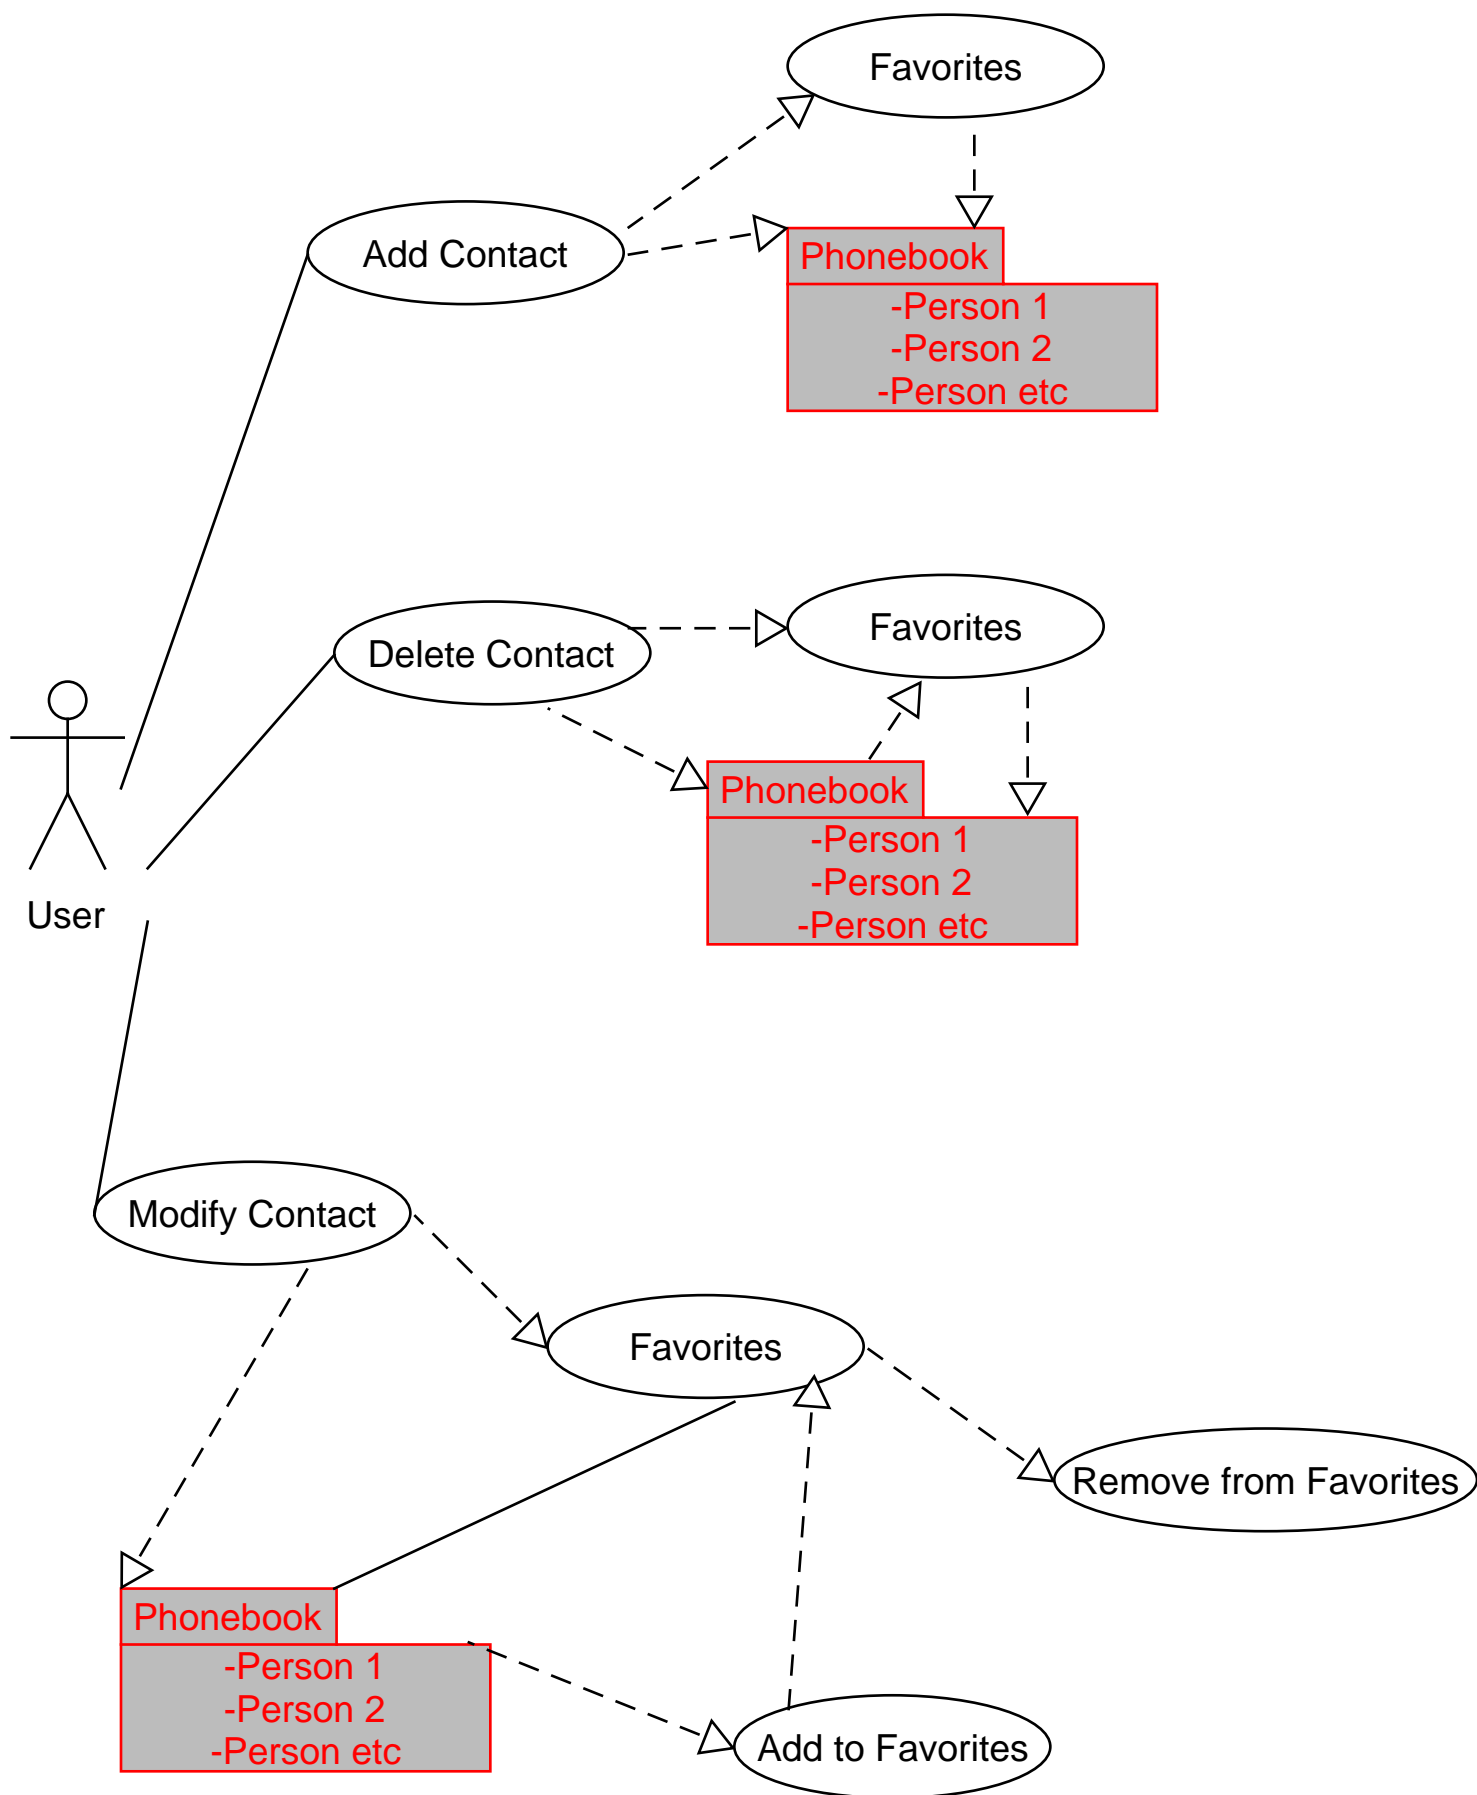 Favorites
Add Contact
Phonebook
-Person 1
-Person 2
-Person etc
Favorites
Delete Contact
Phonebook
-Person 1
-Person 2
-Person etc
User
Modify Contact
Favorites
Remove from Favorites
Phonebook
-Person 1
-Person 2
-Person etc
Add to Favorites